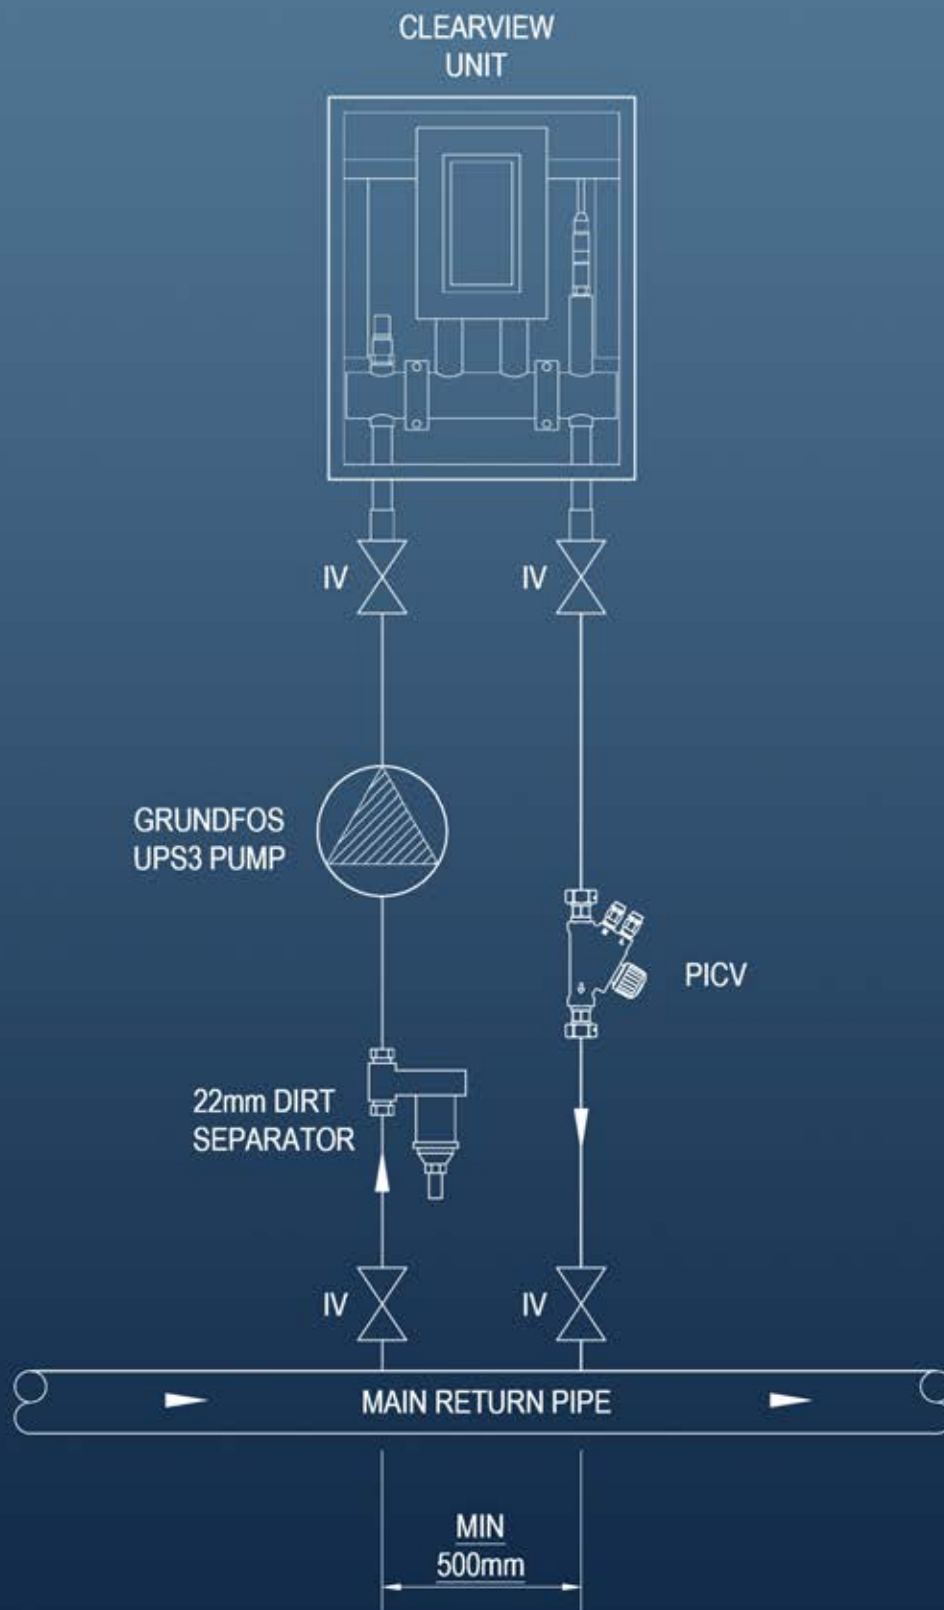 CLEARVIEW
UNIT
IV
IV
GRUNDFOS
UPS3 PUMP
PICV
22mm DIRT
SEPARATOR
IV
IV
MAIN RETURN PIPE
MIN
500mm